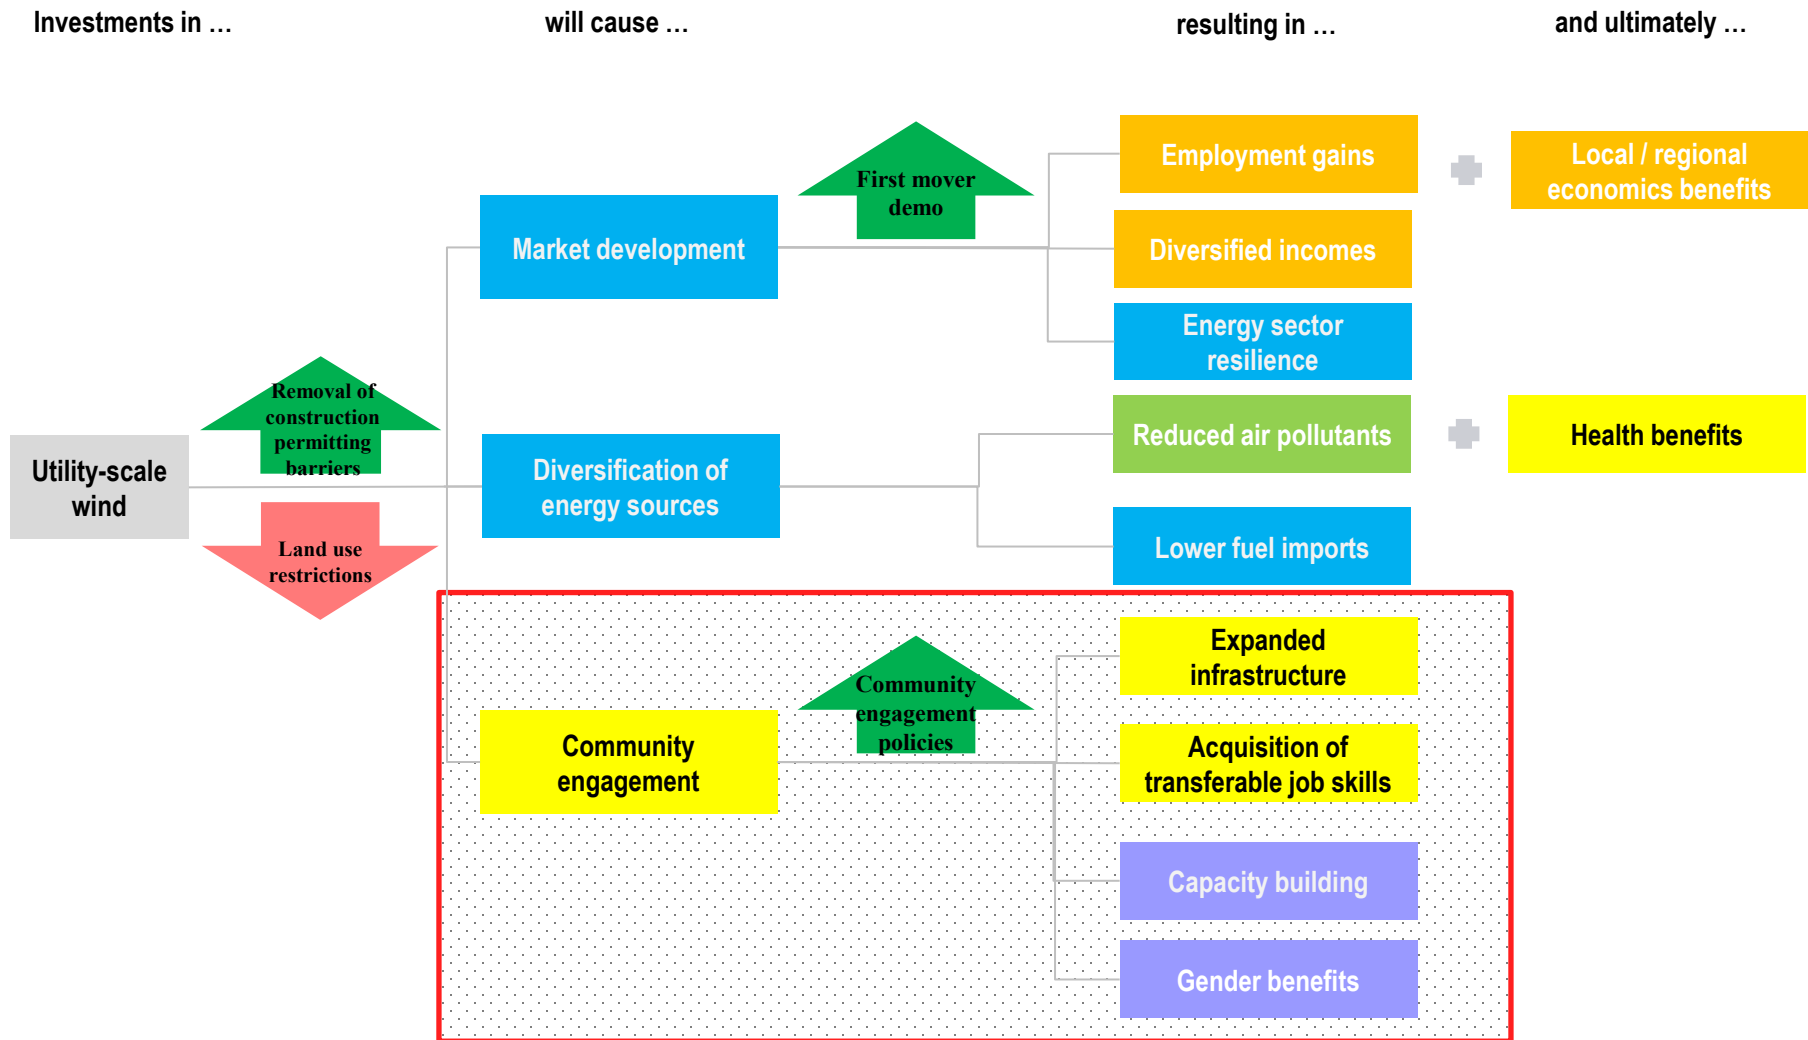 Investments in …
will cause …
resulting in …
and ultimately …
First mover
demo
Employment gains
Local / regional
economics benefits
Market development
Diversified incomes
Energy sector
resilience
Removal of
construction
permitting
barriers
Reduced air pollutants
Health benefits
Utility-scale
wind
Diversification of
energy sources
Land use
restrictions
Lower fuel imports
Community
engagement
policies
Expanded
infrastructure
Community
engagement
Acquisition of
transferable job skills
Capacity building
Gender benefits